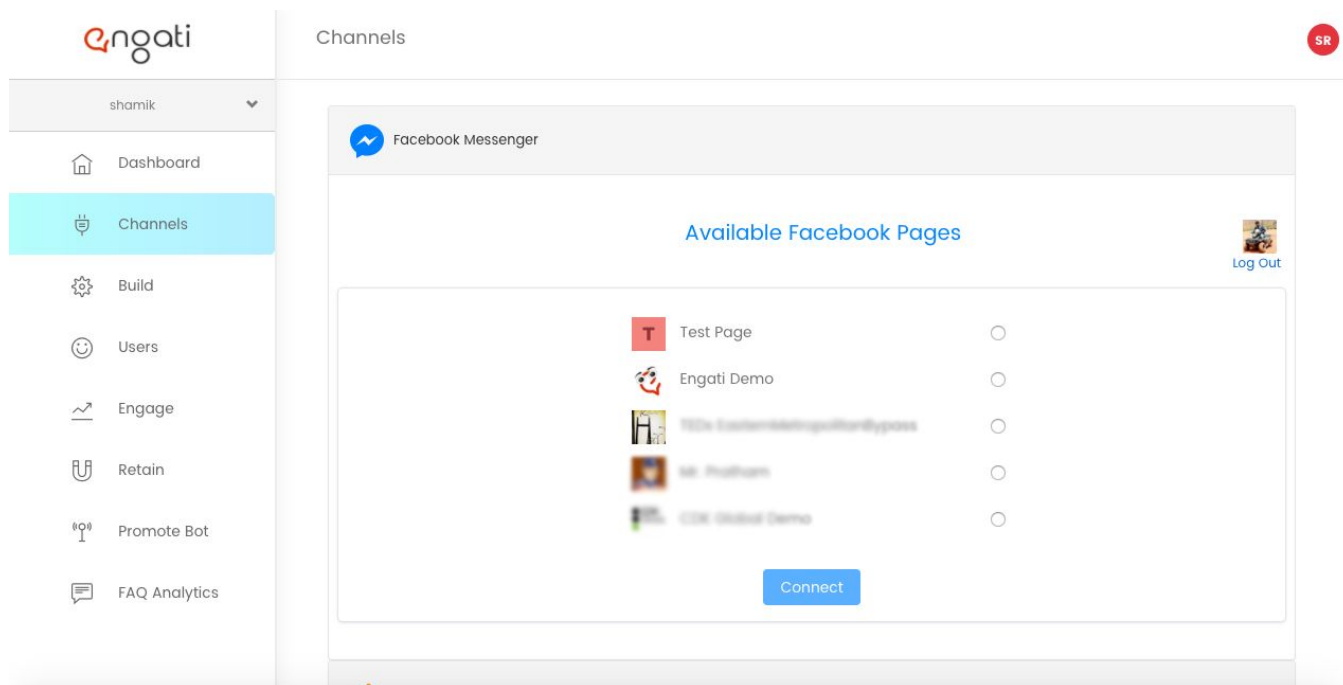 engati
Channels
SR
shamik
Dashboard
Channels
Build
Users
Engage
Retain
Promote Bot
FAQ Analytics
Facebook Messenger
Available Facebook Pages
Log Out
T Test Page
Engati Demo
Connect